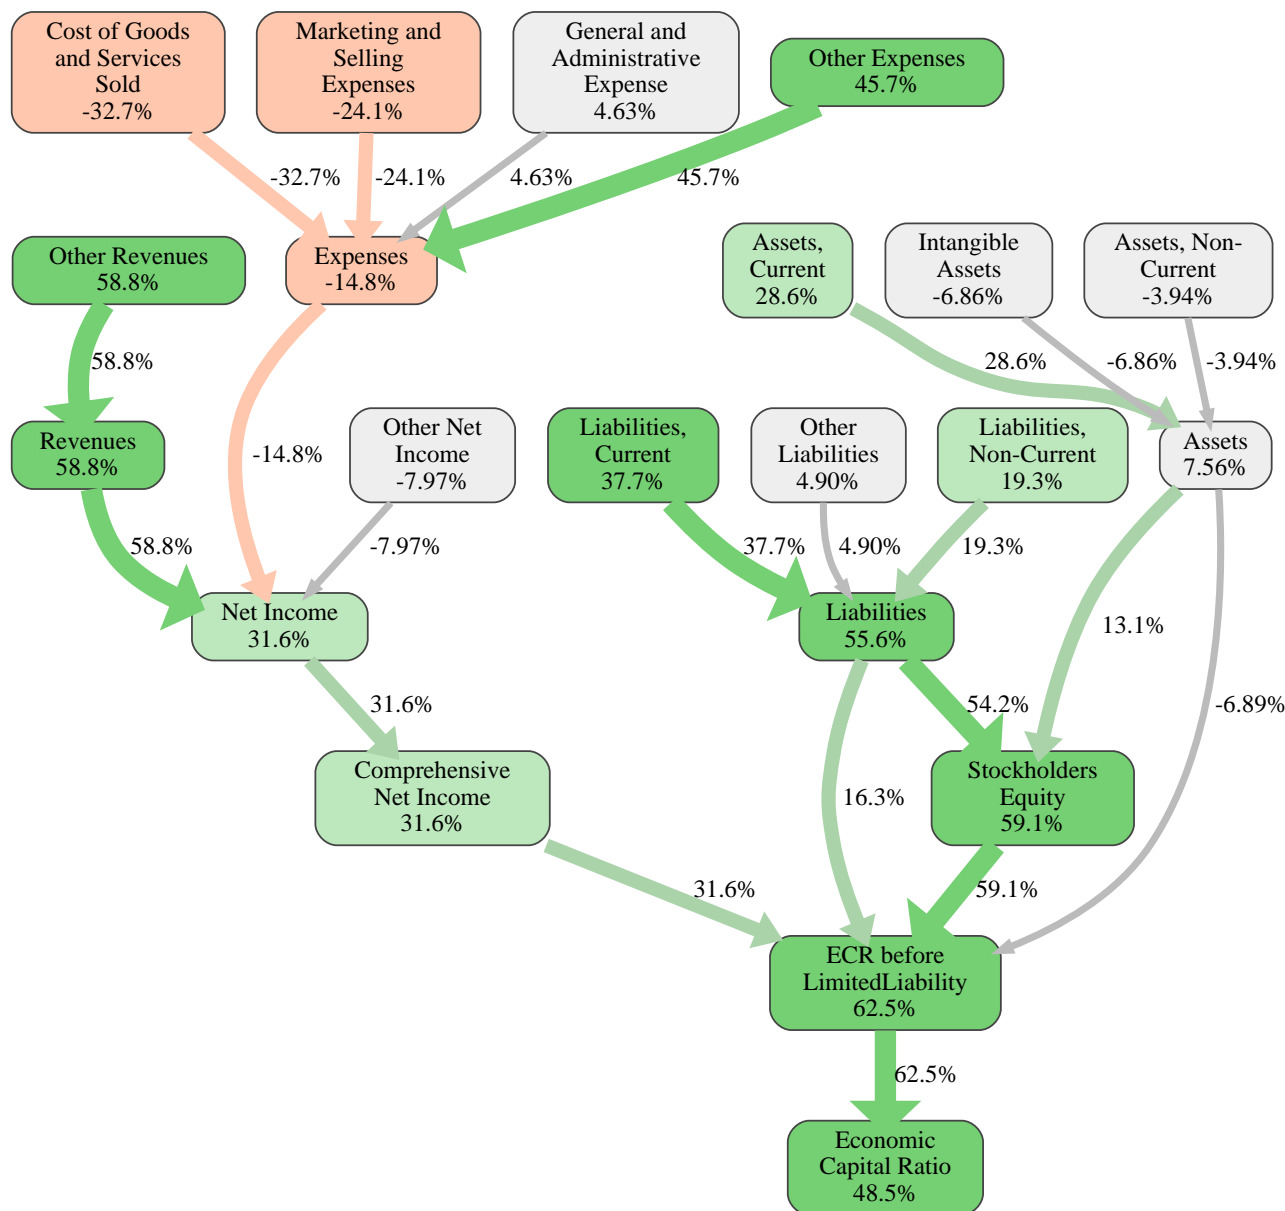 Cost of Goods
and Services
Sold
-32.7%
Marketing and
Selling
Expenses
-24.1%
General and
Administrative
Expense
4.63%
Other Expenses
45.7%
-32.7%
-24.1%
4.63%
45.7%
Other Revenues
58.8%
Expenses
-14.8%
Assets,
Current
28.6%
Intangible
Assets
-6.86%
Assets, Non-
Current
-3.94%
58.8%
28.6%
-6.86%
-3.94%
Revenues
58.8%
-14.8%
Other Net
Income
-7.97%
Liabilities,
Current
37.7%
Other
Liabilities
4.90%
Liabilities,
Non-Current
19.3%
Assets
7.56%
58.8%
-7.97%
37.7%
4.90%
19.3%
Net Income
31.6%
Liabilities
55.6%
13.1%
31.6%
54.2%
-6.89%
Comprehensive
Net Income
31.6%
16.3%
Stockholders
Equity
59.1%
31.6%
59.1%
ECR before
LimitedLiability
62.5%
62.5%
Economic
Capital Ratio
48.5%